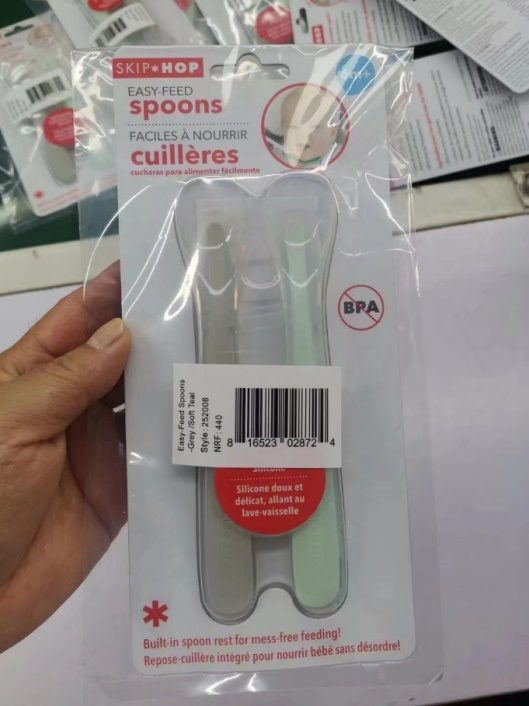 SKIP*HOP
EASY-FEED
spoons
FACILES À NOURRIR
cuillères
cucharas para alimentar fácilmente
6m+
BPA
Easy-Feed Spoons
-Grey /Soft Teal
Style : 252008
NRF: 440
8 16523 02872 4
Silicone
Silicone doux et
délicat, allant au
lave-vaisselle
Built-in spoon rest for mess-free feeding!
Repose-cuillère intégré pour nourrir bébé sans désordre!